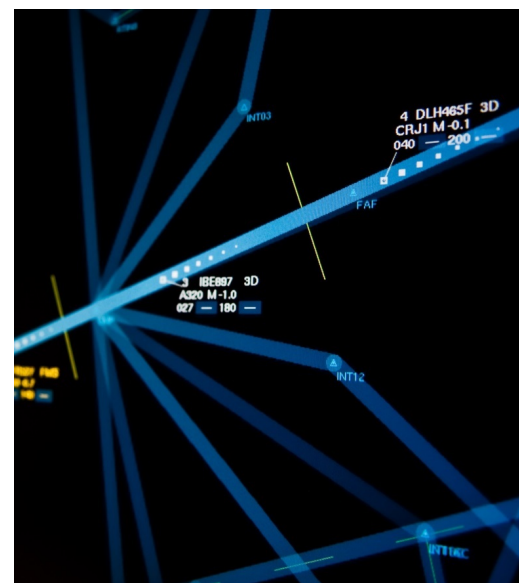 INT03
4 DLH465F 3D
CRJ1 M -0.1
040 — 200 —
FAF
3 IBE697 3D
A320 M -1.0
027 — 180 —
INT12